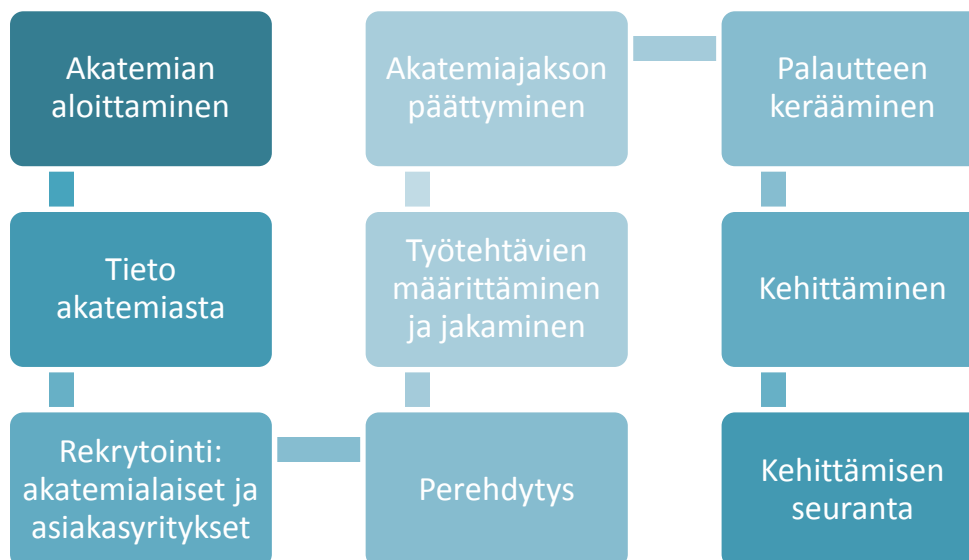 Akatemian
aloittaminen
Tieto
akatemiasta
Rekrytointi:
akatemialaiset ja
asiakasyritykset
Perehdytys
Työtehtävien
määrittäminen
ja jakaminen
Akatemiajakson
päättyminen
Palautteen
kerääminen
Kehittäminen
Kehittämisen
seuranta